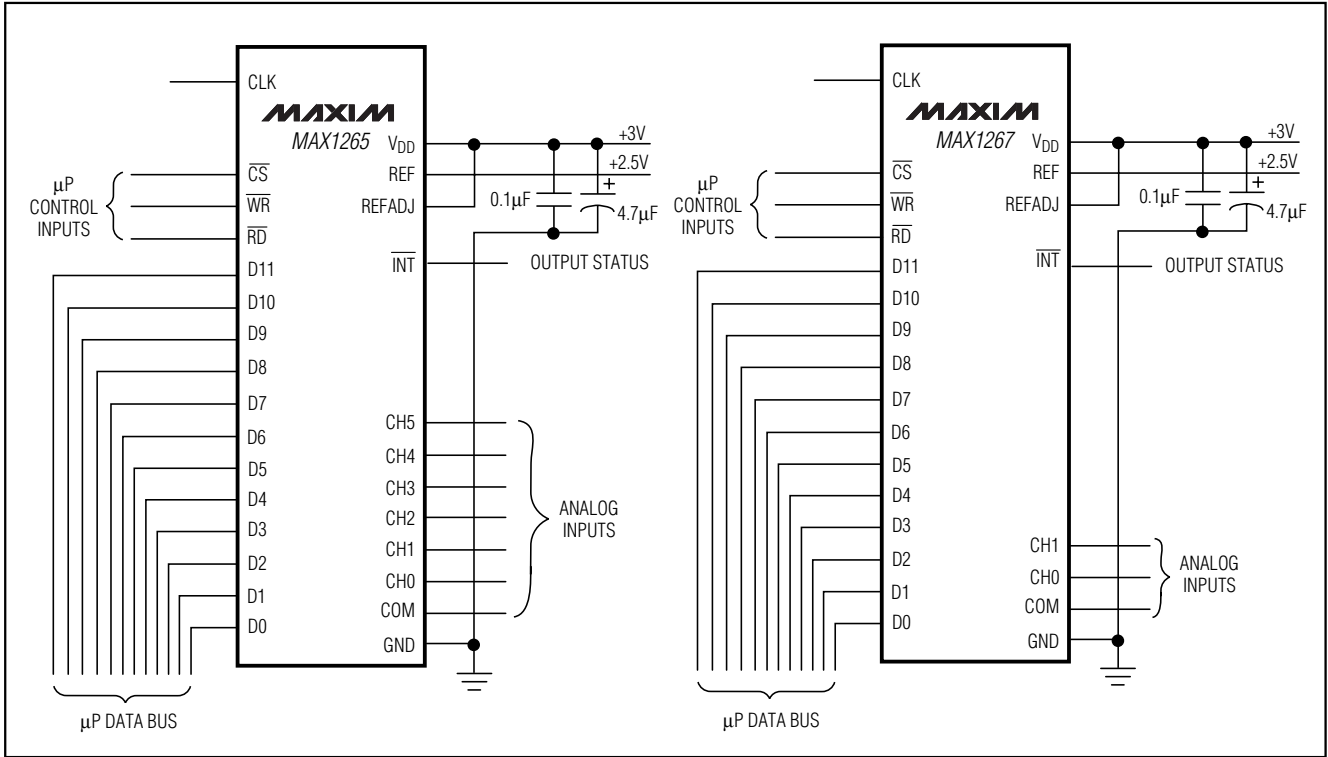 CLK
MAXIM
MAX1265
VDD
+3V
REF
+2.5V
REFADJ
0.1μF
+
4.7μF
μP
CONTROL
INPUTS
CS
WR
RD
INT
OUTPUT STATUS
D11
D10
D9
D8
D7
D6
D5
D4
D3
D2
D1
D0
CH5
CH4
CH3
CH2
CH1
CH0
COM
GND
ANALOG
INPUTS
μP DATA BUS
CLK
MAXIM
MAX1267
VDD
+3V
REF
+2.5V
REFADJ
0.1μF
+
4.7μF
μP
CONTROL
INPUTS
CS
WR
RD
INT
OUTPUT STATUS
D11
D10
D9
D8
D7
D6
D5
D4
D3
D2
D1
D0
CH1
CH0
COM
GND
ANALOG
INPUTS
μP DATA BUS